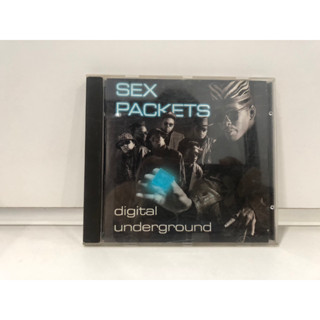 SEX
PACKETS
digital
underground